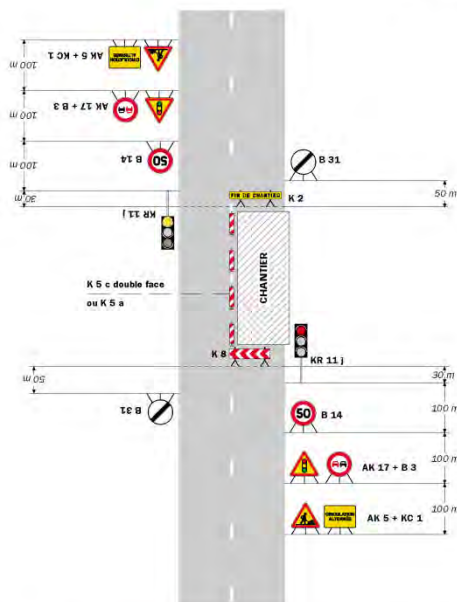 100 m
CIRCULATION
ALTERNÉE
AK 5 + KC 1
100 m
AK 17 + B 3
100 m
50
B 14
B 31
30 m
KR 11 j
FIN DE CHANTIER
K 2
50 m
K 5 c double face
ou K 5 a
CHANTIER
K 8
KR 11 j
50 m
30 m
B 31
50
B 14
100 m
AK 17 + B 3
100 m
CIRCULATION
ALTERNÉE
AK 5 + KC 1
100 m